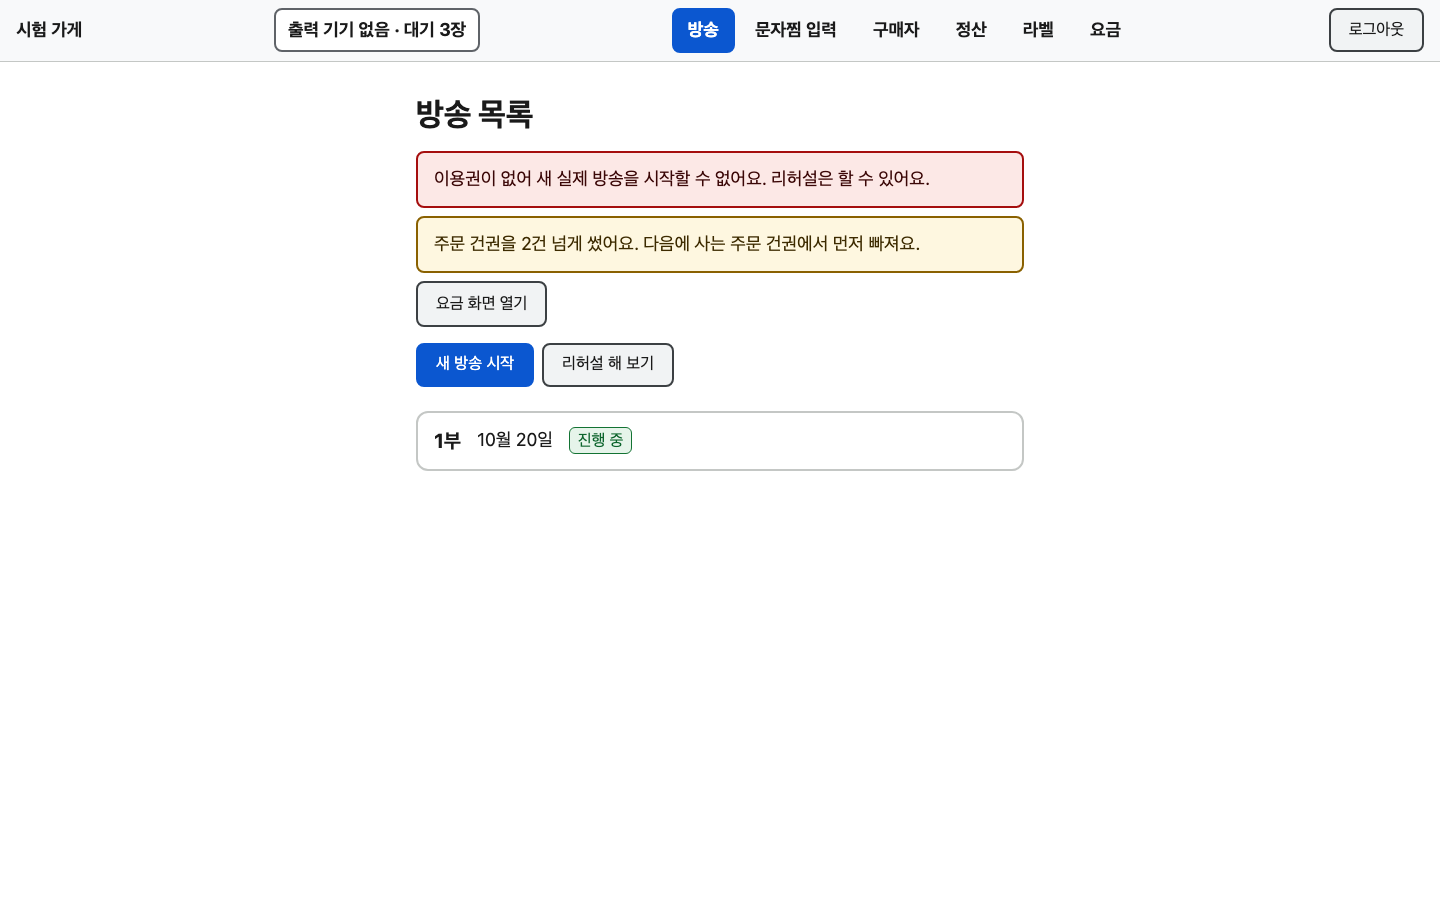 시험 가게
출력 기기 없음 · 대기 3장
방송
문자찜 입력
구매자
정산
라벨
요금
로그아웃
방송 목록
이용권이 없어 새 실제 방송을 시작할 수 없어요. 리허설은 할 수 있어요.
주문 건권을 2건 넘게 썼어요. 다음에 사는 주문 건권에서 먼저 빠져요.
요금 화면 열기
새 방송 시작
리허설 해 보기
1부 10월 20일 진행 중